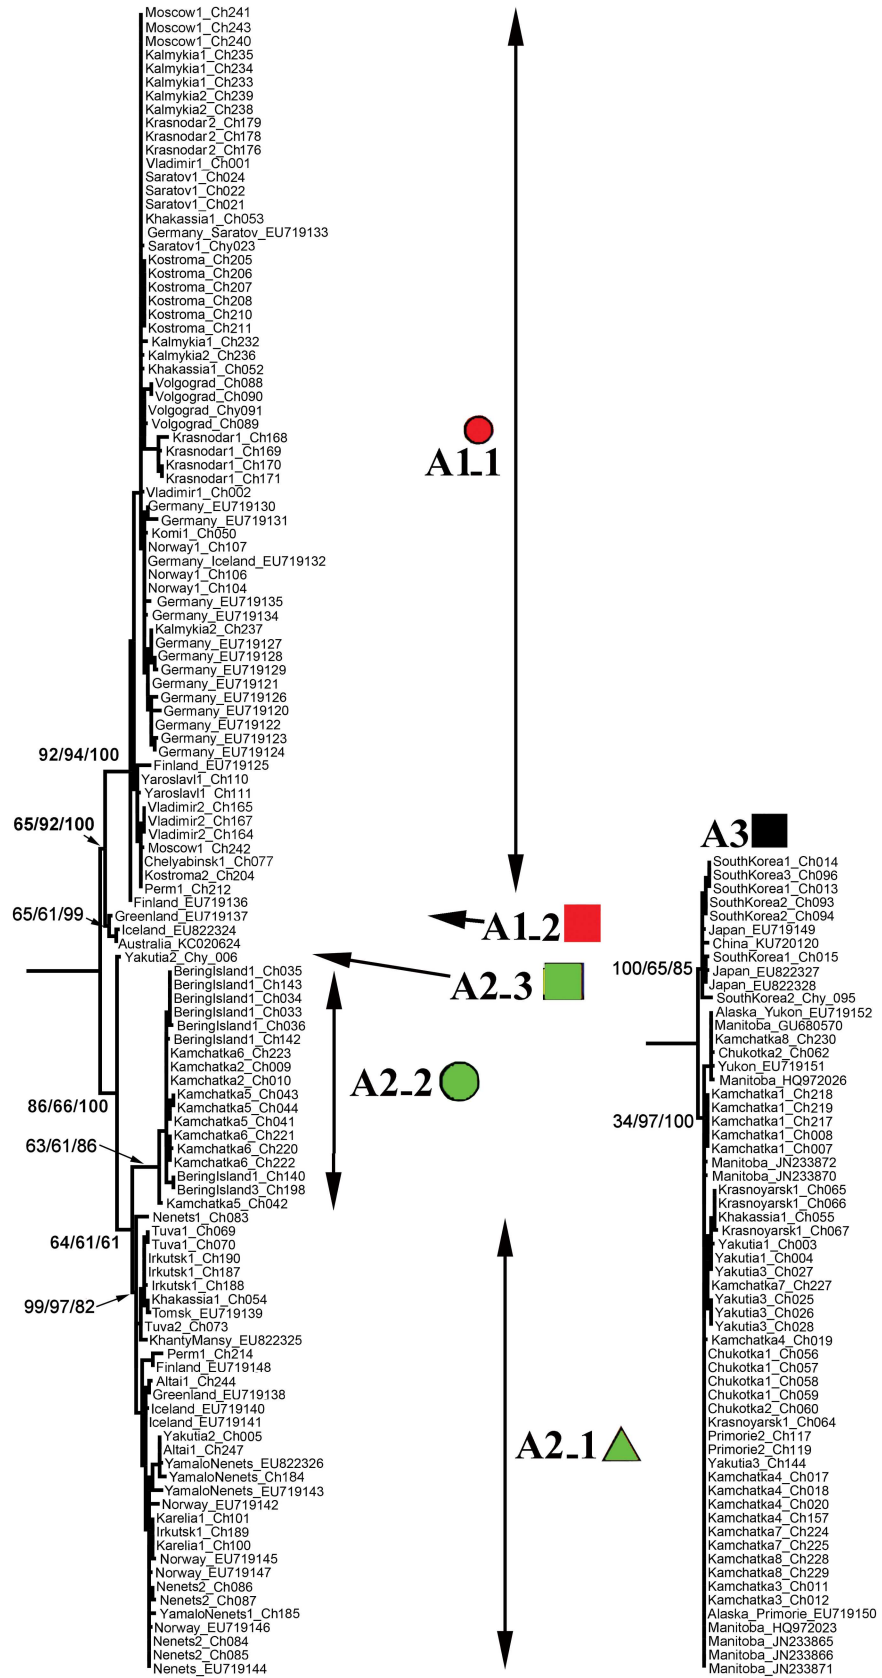 Moscow1_Ch241
Moscow1_Ch243
Moscow1_Ch240
Kalmykia1_Ch235
Kalmykia1_Ch234
Kalmykia1_Ch233
Kalmykia2_Ch239
Kalmykia2_Ch238
Krasnodar2_Ch179
Krasnodar2_Ch178
Krasnodar2_Ch176
Vladimir1_Ch001
Saratov1_Ch024
Saratov1_Ch022
Saratov1_Ch021
Khakassia1_Ch053
Germany_Saratov_EU719133
Saratov1_Chy023
Kostroma_Ch205
Kostroma_Ch206
Kostroma_Ch207
Kostroma_Ch208
Kostroma_Ch210
Kostroma_Ch211
Kalmykia1_Ch232
Kalmykia2_Ch236
Khakassia1_Ch052
Volgograd_Ch088
Volgograd_Ch090
Volgograd_Chy091
Volgograd_Ch089
Krasnodar1_Ch168
Krasnodar1_Ch169
Krasnodar1_Ch170
Krasnodar1_Ch171
Vladimir1_Ch002
Germany_EU719130
Germany_EU719131
Komi1_Ch050
Norway1_Ch107
Germany_Iceland_EU719132
Norway1_Ch106
Norway1_Ch104
Germany_EU719135
Germany_EU719134
Kalmykia2_Ch237
Germany_EU719127
Germany_EU719128
Germany_EU719129
Germany_EU719121
Germany_EU719126
Germany_EU719120
Germany_EU719122
Germany_EU719123
Germany_EU719124
Finland_EU719125
Yaroslavl1_Ch110
Yaroslavl1_Ch111
Vladimir2_Ch165
Vladimir2_Ch167
Vladimir2_Ch164
Moscow1_Ch242
Chelyabinsk1_Ch077
Kostroma2_Ch204
Perm1_Ch212
Finland_EU719136
Greenland_EU719137
Iceland_EU822324
Australia_KC020624
Yakutia2_Chy_006
BeringIsland1_Ch035
BeringIsland1_Ch143
BeringIsland1_Ch034
BeringIsland1_Ch033
BeringIsland1_Ch036
BeringIsland1_Ch142
Kamchatka6_Ch223
Kamchatka2_Ch009
Kamchatka2_Ch010
Kamchatka5_Ch043
Kamchatka5_Ch044
Kamchatka5_Ch041
Kamchatka6_Ch221
Kamchatka6_Ch220
Kamchatka6_Ch222
BeringIsland1_Ch140
BeringIsland3_Ch198
Kamchatka5_Ch042
Nenets1_Ch083
Tuva1_Ch069
Tuva1_Ch070
Irkutsk1_Ch190
Irkutsk1_Ch187
Irkutsk1_Ch188
Khakassia1_Ch054
Tomsk_EU719139
Tuva2_Ch073
KhantyMansy_EU822325
Perm1_Ch214
Finland_EU719148
Altai1_Ch244
Greenland_EU719138
Iceland_EU719140
Iceland_EU719141
Yakutia2_Ch005
Altai1_Ch247
YamaloNenets_EU822326
YamaloNenets_Ch184
YamaloNenets_EU719143
Norway_EU719142
Karelia1_Ch101
Irkutsk1_Ch189
Karelia1_Ch100
Norway_EU719145
Norway_EU719147
Nenets2_Ch086
Nenets2_Ch087
YamaloNenets1_Ch185
Norway_EU719146
Nenets2_Ch084
Nenets2_Ch085
Nenets_EU719144
92/94/100
65/92/100
65/61/99
86/66/100
63/61/86
64/61/61
99/97/82
A1-1
A1-2
A2-3
A2-2
A2-1
A3
SouthKorea1_Ch014
SouthKorea3_Ch096
SouthKorea1_Ch013
SouthKorea2_Ch093
SouthKorea2_Ch094
Japan_EU719149
China_KU720120
SouthKorea1_Ch015
Japan_EU822327
Japan_EU822328
SouthKorea2_Chy_095
Alaska_Yukon_EU719152
Manitoba_GU680570
Kamchatka8_Ch230
Chukotka2_Ch062
Yukon_EU719151
Manitoba_HQ972026
Kamchatka1_Ch218
Kamchatka1_Ch219
Kamchatka1_Ch217
Kamchatka1_Ch008
Kamchatka1_Ch007
Manitoba_JN233872
Manitoba_JN233870
Krasnoyarsk1_Ch065
Krasnoyarsk1_Ch066
Khakassia1_Ch055
Krasnoyarsk1_Ch067
Yakutia1_Ch003
Yakutia1_Ch004
Yakutia3_Ch027
Kamchatka7_Ch227
Yakutia3_Ch025
Yakutia3_Ch026
Yakutia3_Ch028
Kamchatka4_Ch019
Chukotka1_Ch056
Chukotka1_Ch057
Chukotka1_Ch058
Chukotka1_Ch059
Chukotka2_Ch060
Krasnoyarsk1_Ch064
Primorie2_Ch117
Primorie2_Ch119
Yakutia3_Ch144
Kamchatka4_Ch017
Kamchatka4_Ch018
Kamchatka4_Ch020
Kamchatka4_Ch157
Kamchatka7_Ch224
Kamchatka7_Ch225
Kamchatka8_Ch228
Kamchatka8_Ch229
Kamchatka3_Ch011
Kamchatka3_Ch012
Alaska_Primorie_EU719150
Manitoba_HQ972023
Manitoba_JN233865
Manitoba_JN233866
Manitoba_JN233871
100/65/85
34/97/100